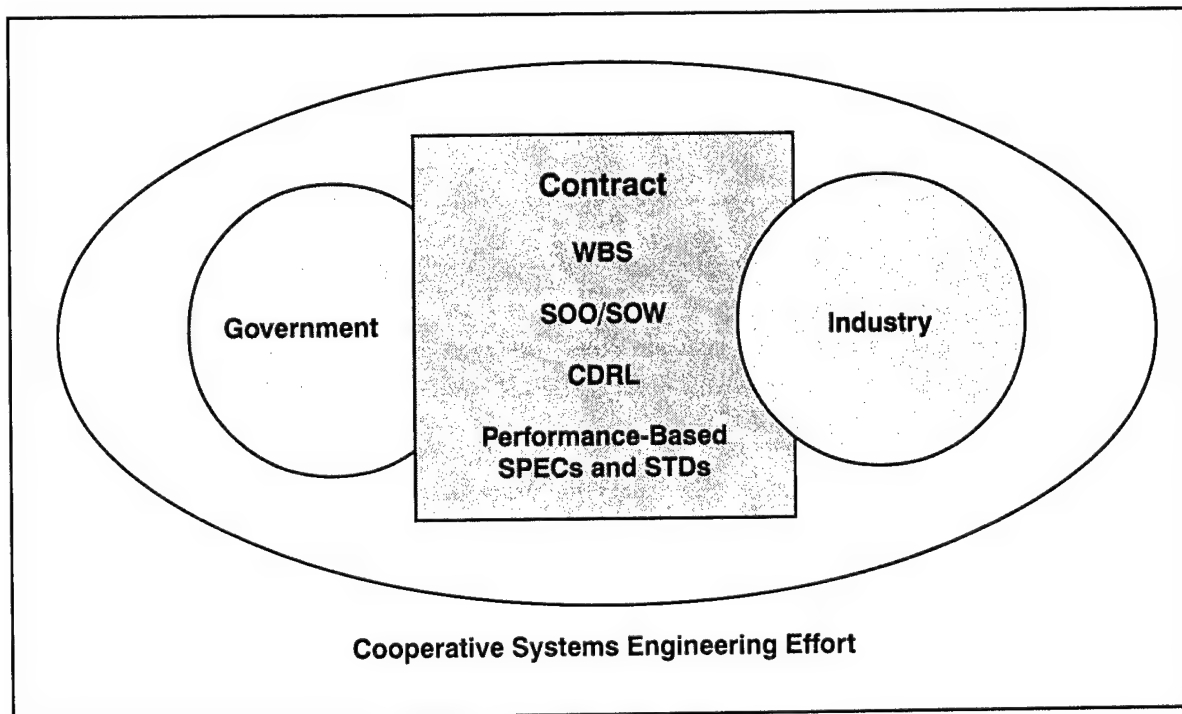 Contract
WBS
Government
SOO/SOW
Industry
CDRL
Performance-Based
SPECs and STDs
Cooperative Systems Engineering Effort